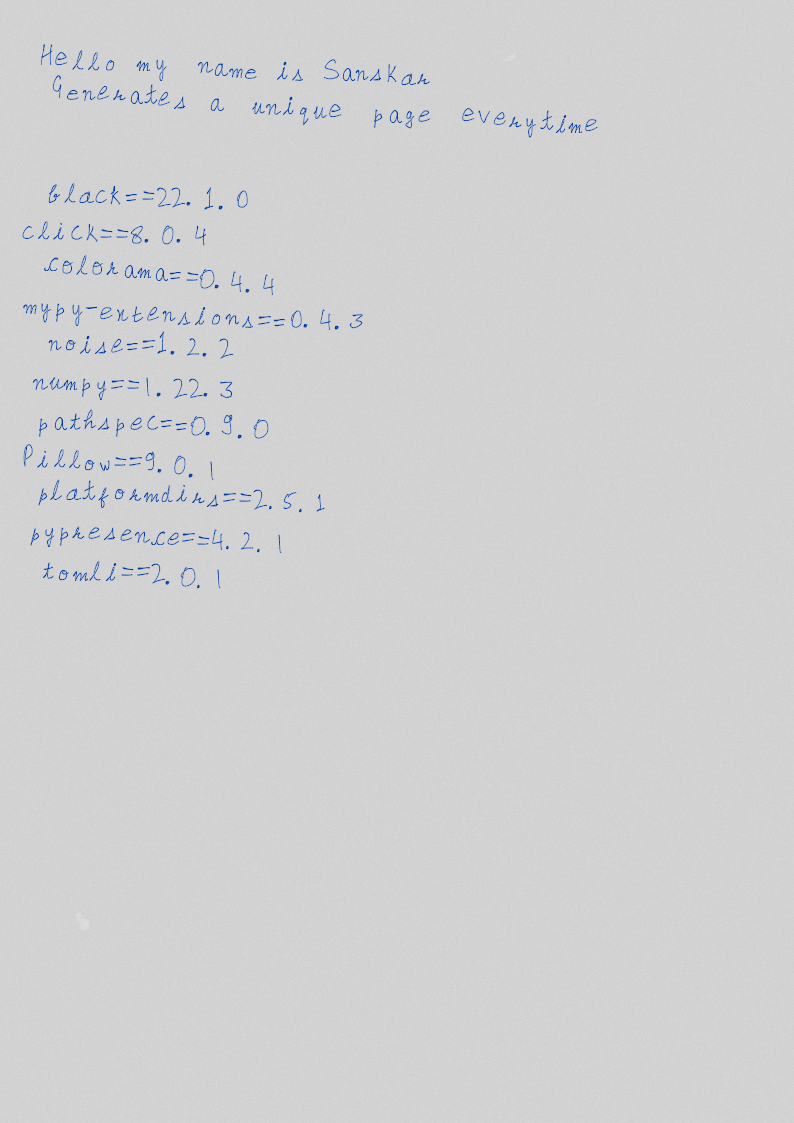 Hello my name is Sanskar
Generates a unique page everytime
black==22.1.0
click==8.0.4
colorama==0.4.4
mypy-extensions==0.4.3
noise==1.2.2
numpy==1.22.3
pathspec==0.9.0
Pillow==9.0.1
platformdirs==2.5.1
pypresence==4.2.1
tomli==2.0.1